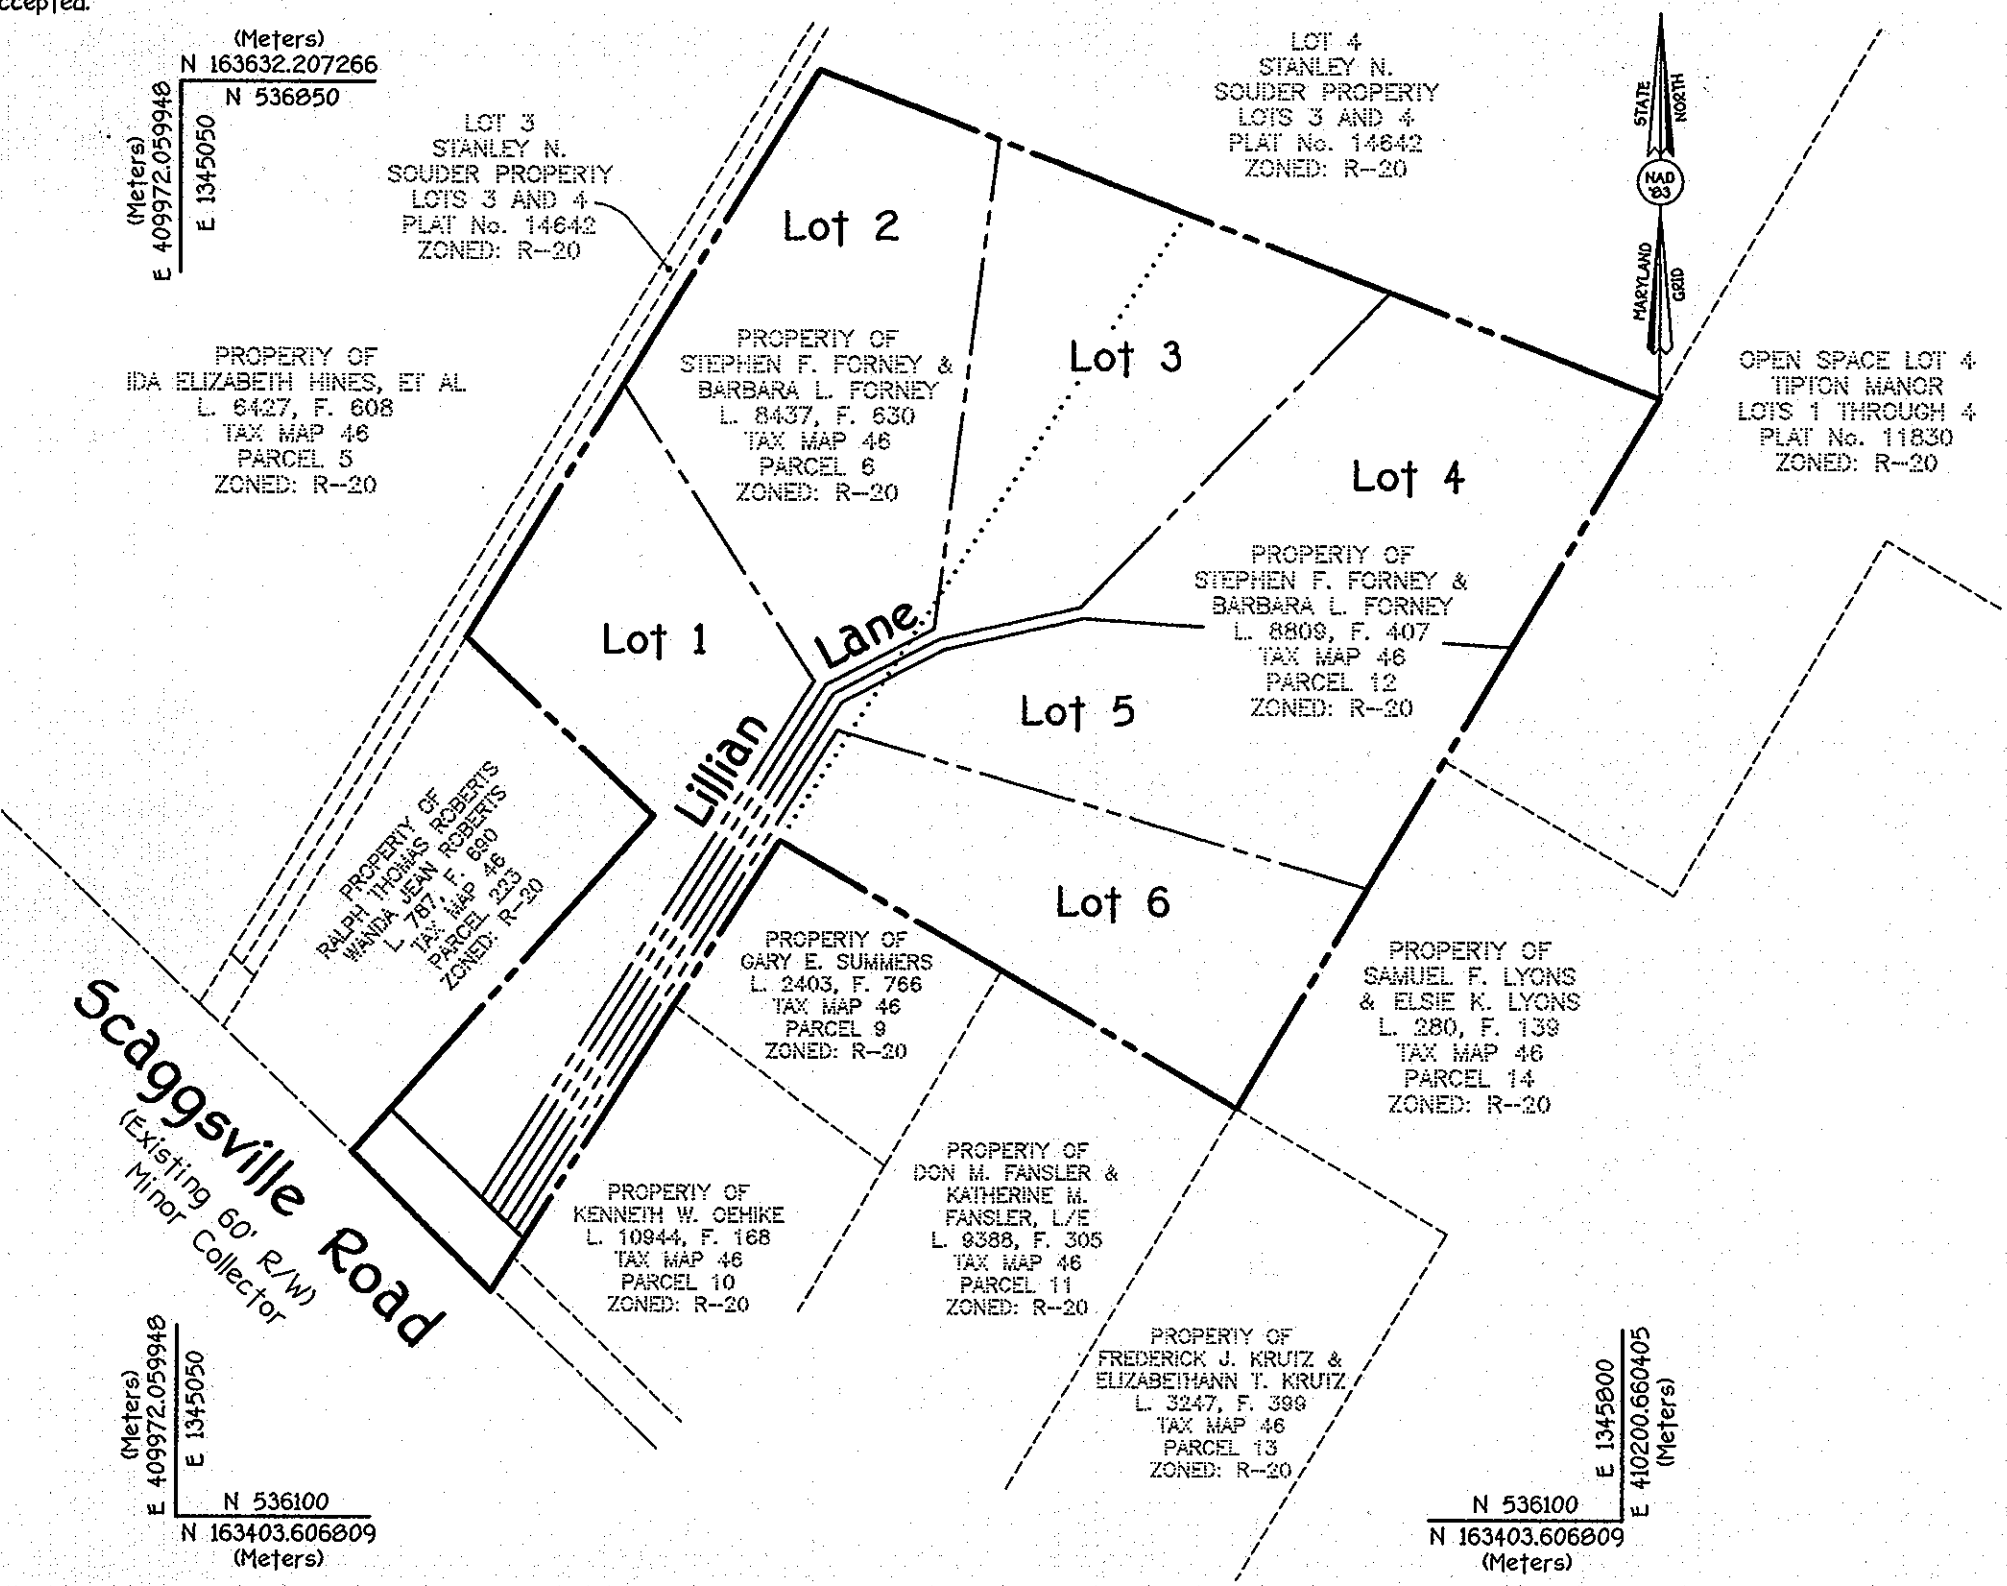 ccepted.
(Meters)
N 163632.207266
N 536850
(Meters)
E 409972.059948
E 1345050
LOT 3
STANLEY N.
SOUDER PROPERTY
LOTS 3 AND 4
PLAT No. 14642
ZONED: R-20
LOT 4
STANLEY N.
SOUDER PROPERTY
LOTS 3 AND 4
PLAT No. 14642
ZONED: R-20
STATE
NORTH
NAD
'83
MARYLAND
GRID
Lot 2
Lot 3
Lot 4
PROPERTY OF
IDA ELIZABETH HINES, ET AL
L. 6427, F. 608
TAX MAP 46
PARCEL 5
ZONED: R-20
PROPERTY OF
STEPHEN F. FORNEY &
BARBARA L. FORNEY
L. 8437, F. 630
TAX MAP 46
PARCEL 6
ZONED: R-20
OPEN SPACE LOT 4
TIPTON MANOR
LOTS 1 THROUGH 4
PLAT No. 11830
ZONED: R-20
PROPERTY OF
STEPHEN F. FORNEY &
BARBARA L. FORNEY
L. 8809, F. 407
TAX MAP 46
PARCEL 12
ZONED: R-20
Lot 1
Lillian Lane
Lot 5
Lot 6
PROPERTY OF
RALPH THOMAS ROBERTS
WANDA JEAN ROBERTS
L. 787, F. 690
TAX MAP 46
PARCEL 223
ZONED: R-20
PROPERTY OF
GARY E. SUMMERS
L. 2403, F. 766
TAX MAP 46
PARCEL 9
ZONED: R-20
PROPERTY OF
SAMUEL F. LYONS
& ELSIE K. LYONS
L. 280, F. 139
TAX MAP 46
PARCEL 14
ZONED: R-20
Scaggsville Road
(Existing 60' R/W)
Minor Collector
PROPERTY OF
KENNETH W. OEHIKE
L. 10944, F. 168
TAX MAP 46
PARCEL 10
ZONED: R-20
PROPERTY OF
DON M. FANSLER &
KATHERINE M.
FANSLER, L/E
L. 9388, F. 305
TAX MAP 46
PARCEL 11
ZONED: R-20
PROPERTY OF
FREDERICK J. KRUTZ &
ELIZABETHANN T. KRUTZ
L. 3247, F. 399
TAX MAP 46
PARCEL 13
ZONED: R-20
(Meters)
E 409972.059948
E 1345050
N 536100
N 163403.606809
(Meters)
E 1345800
E 410200.660405
(Meters)
N 536100
N 163403.606809
(Meters)